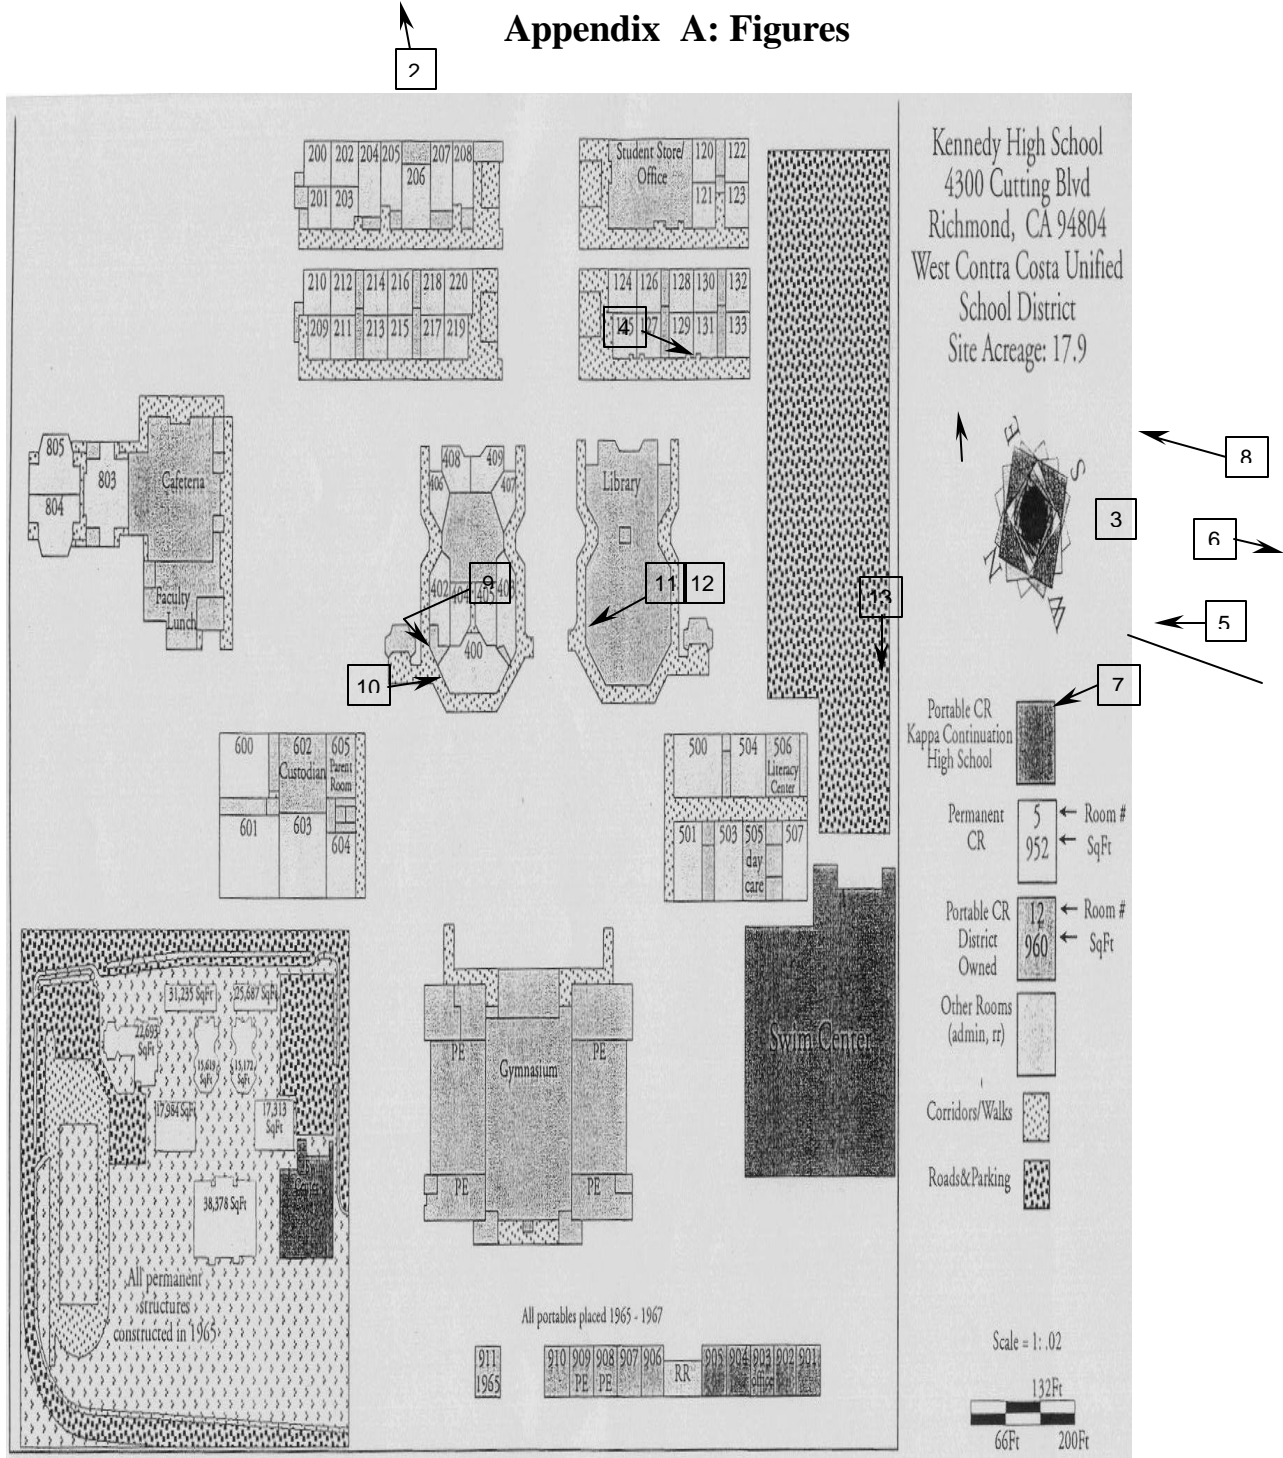 Appendix A: Figures
2
Kennedy High School
4300 Cutting Blvd
Richmond, CA 94804
West Contra Costa Unified
School District
Site Acreage: 17.9
200 202 204 205 207 208
206
201 203
Student Store/
Office
120 122
121 123
210 212 214 216 218 220
209 211 213 215 217 219
124 126 128 130 132
129 131 133
4
805
803
804
Cafeteria
Faculty
Lunch
408 409
406 407
402
400
9
10
Library
11 12
13
E
S
W
3
8
6
5
7
600 602 605
Custodian
Parent
Room
601 603
604
500 504 506
Literacy
Center
501 503 505 507
day
care
Portable CR
Kappa Continuation
High School
Permanent
CR
5
952
Room #
SqFt
Portable CR
District
Owned
12
960
Room #
SqFt
Other Rooms
(admin, rr)
Corridors/Walks
Roads&Parking
31,235 SqFt 25,687 SqFt
22,693
SqFt
15,619
SqFt
15,172
SqFt
17,984 SqFt
17,313
SqFt
38,378 SqFt
All permanent
structures
constructed in 1965
PE PE
Gymnasium
PE PE
Swim Center
All portables placed 1965 - 1967
911
1965
910 909 908 907 906 RR 905 904 903 902 901
PE PE office
Scale = 1: .02
132Ft
66Ft 200Ft